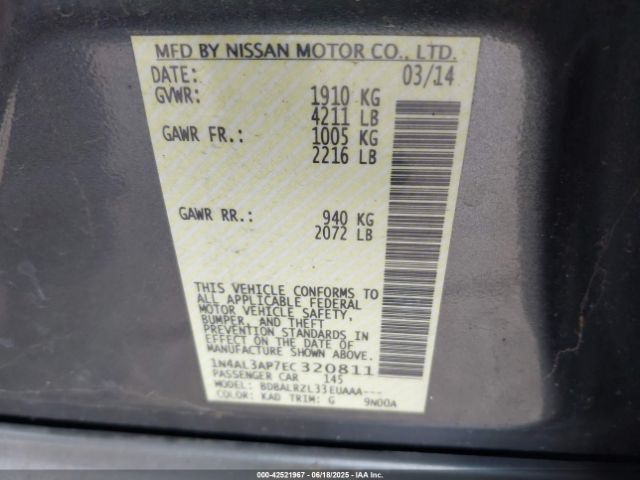 MFD BY NISSAN MOTOR CO., LTD.
DATE: 03/14
GVWR: 1910 KG
4211 LB
GAWR FR.: 1005 KG
2216 LB
GAWR RR.: 940 KG
2072 LB
THIS VEHICLE CONFORMS TO
ALL APPLICABLE FEDERAL
MOTOR VEHICLE SAFETY,
BUMPER, AND THEFT
PREVENTION STANDARDS IN
EFFECT ON THE DATE OF
MANUFACTURE SHOWN ABOVE.
1N4AL3AP7EC320811
PASSENGER CAR 145
MODEL: BDBALRZL33EUAAA---
COLOR: KAD TRIM: G 9N00A
000-42521967 | 06/18/2025 | IAAI.COM